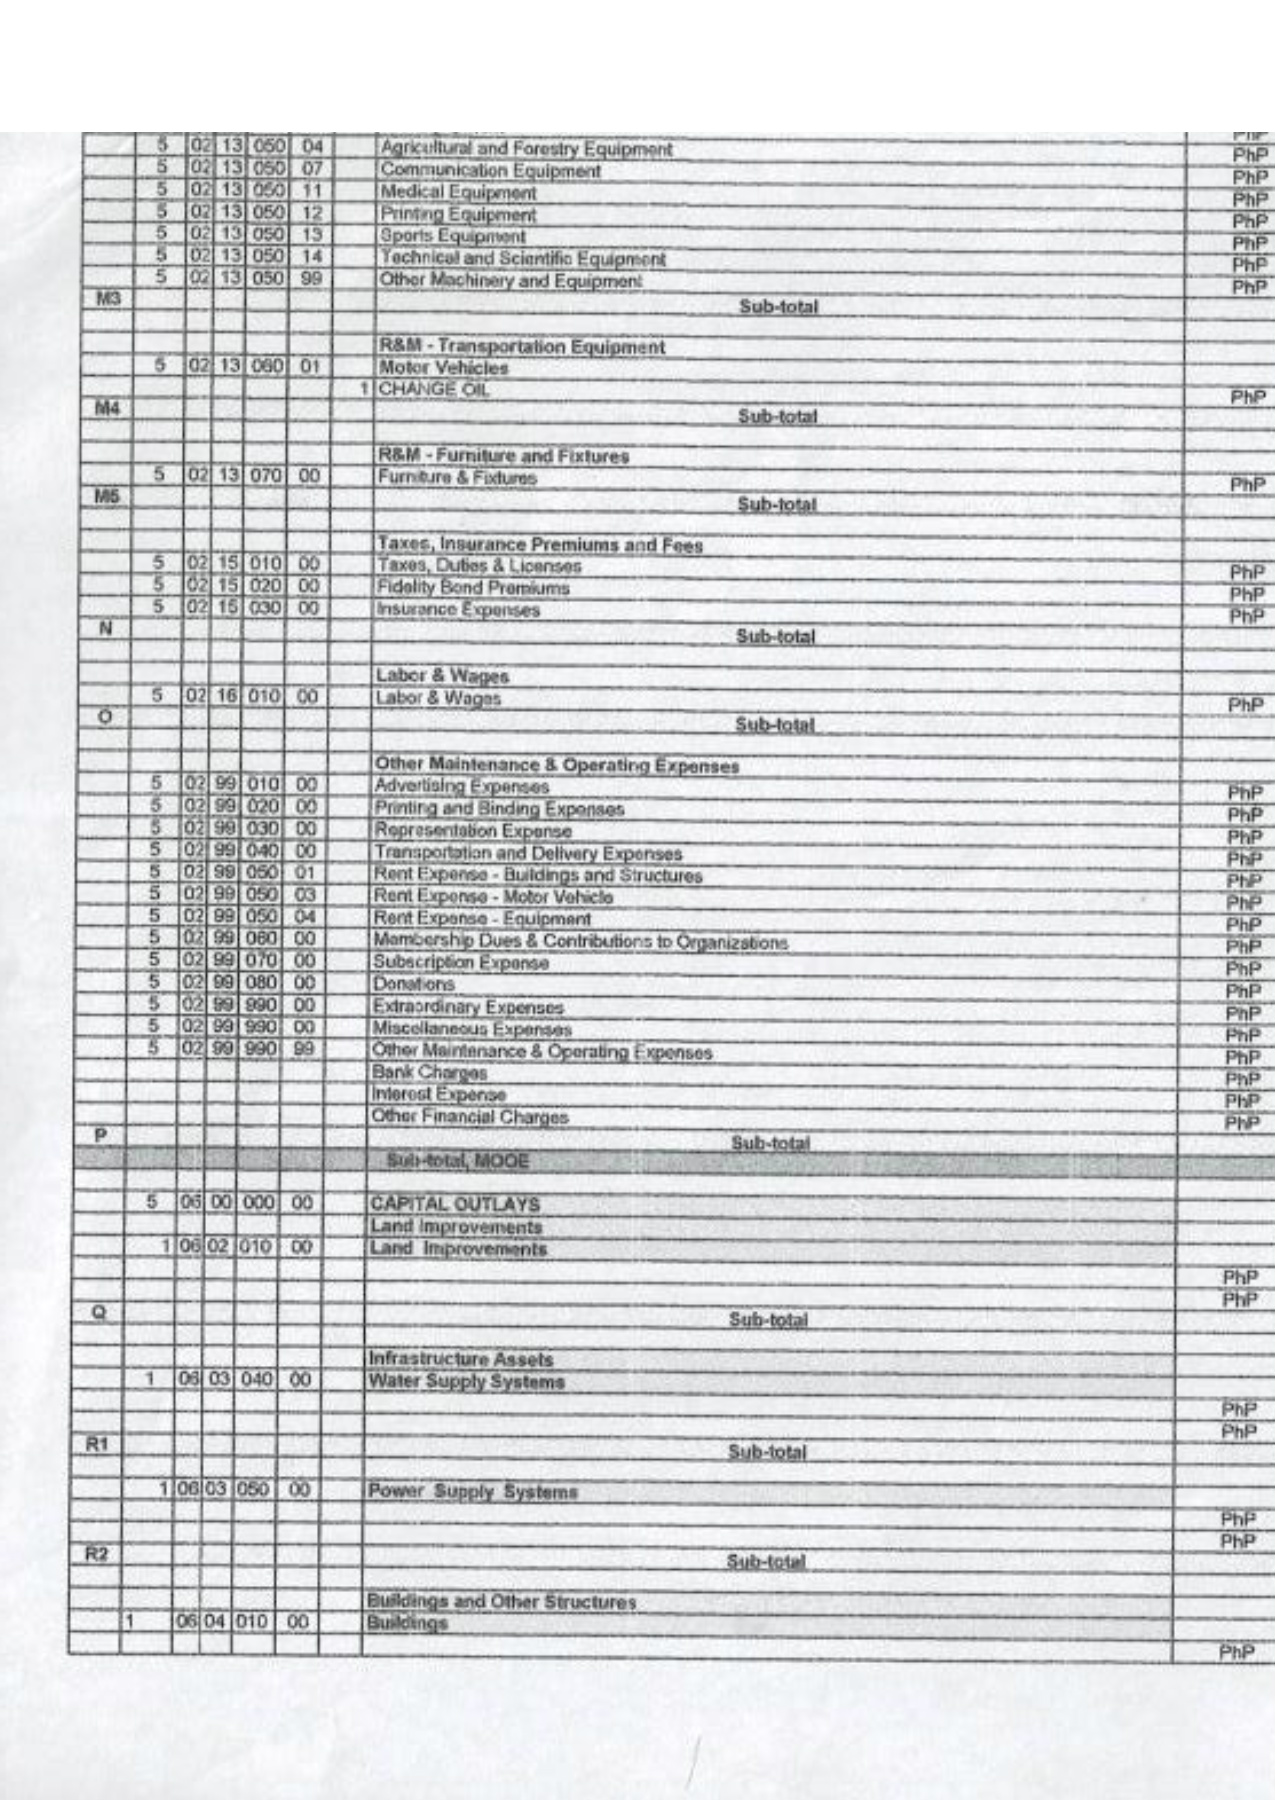 PhP
5 02 13 050 04 Agricultural and Forestry Equipment PhP
5 02 13 050 07 Communication Equipment PhP
5 02 13 050 11 Medical Equipment PhP
5 02 13 050 12 Printing Equipment PhP
5 02 13 050 13 Sports Equipment PhP
5 02 13 050 14 Technical and Scientific Equipment PhP
5 02 13 050 99 Other Machinery and Equipment PhP
M3 Sub-total
R&M - Transportation Equipment
5 02 13 060 01 Motor Vehicles
1 CHANGE OIL PhP
M4 Sub-total
R&M - Furniture and Fixtures
5 02 13 070 00 Furniture & Fixtures PhP
M5 Sub-total
Taxes, Insurance Premiums and Fees
5 02 15 010 00 Taxes, Duties & Licenses PhP
5 02 15 020 00 Fidelity Bond Premiums PhP
5 02 15 030 00 Insurance Expenses PhP
N Sub-total
Labor & Wages
5 02 16 010 00 Labor & Wages PhP
O Sub-total
Other Maintenance & Operating Expenses
5 02 99 010 00 Advertising Expenses PhP
5 02 99 020 00 Printing and Binding Expenses PhP
5 02 99 030 00 Representation Expense PhP
5 02 99 040 00 Transportation and Delivery Expenses PhP
5 02 99 050 01 Rent Expense - Buildings and Structures PhP
5 02 99 050 03 Rent Expense - Motor Vehicle PhP
5 02 99 050 04 Rent Expense - Equipment PhP
5 02 99 060 00 Membership Dues & Contributions to Organizations PhP
5 02 99 070 00 Subscription Expense PhP
5 02 99 080 00 Donations PhP
5 02 99 990 00 Extraordinary Expenses PhP
5 02 99 990 00 Miscellaneous Expenses PhP
5 02 99 990 99 Other Maintenance & Operating Expenses PhP
Bank Charges PhP
Interest Expense PhP
Other Financial Charges PhP
P Sub-total
Sub-total, MOOE
5 06 00 000 00 CAPITAL OUTLAYS
Land Improvements
1 06 02 010 00 Land Improvements
PhP
PhP
Q Sub-total
Infrastructure Assets
1 06 03 040 00 Water Supply Systems
PhP
PhP
R1 Sub-total
1 06 03 050 00 Power Supply Systems
PhP
PhP
R2 Sub-total
Buildings and Other Structures
1 06 04 010 00 Buildings
PhP